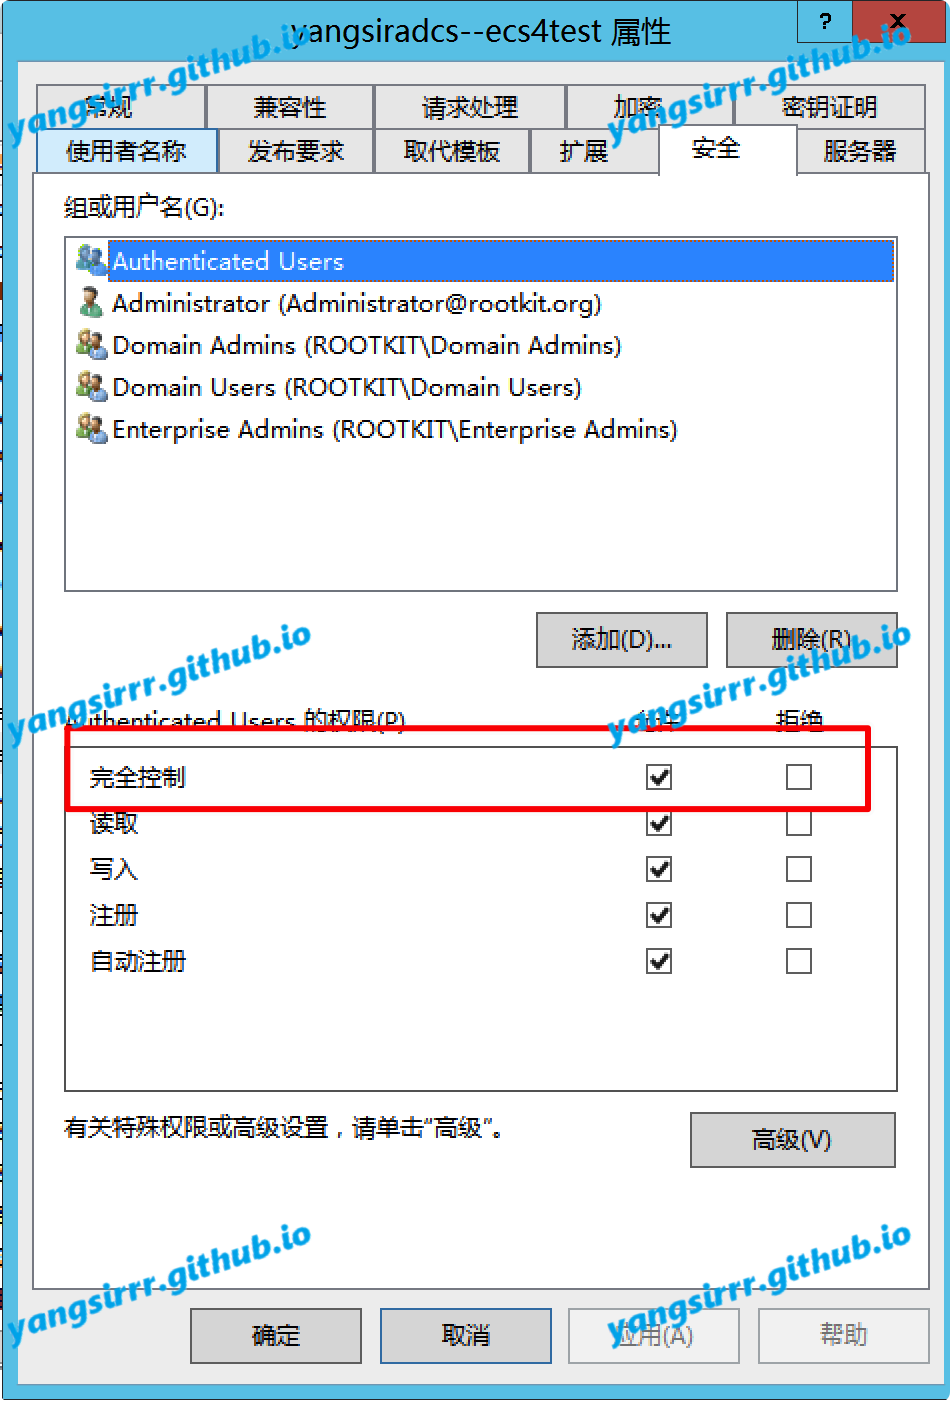 yangsiradcs--ecs4test 属性
?
x
常规 兼容性 请求处理 加密 密钥证明
使用者名称 发布要求 取代模板 扩展 安全 服务器
组或用户名(G):
Authenticated Users
Administrator (Administrator@rootkit.org)
Domain Admins (ROOTKIT\Domain Admins)
Domain Users (ROOTKIT\Domain Users)
Enterprise Admins (ROOTKIT\Enterprise Admins)
添加(D)... 删除(R)
Authenticated Users 的权限(P) 允许 拒绝
完全控制
读取
写入
注册
自动注册
有关特殊权限或高级设置，请单击“高级”。
高级(V)
确定 取消 应用(A) 帮助
yangsirrr.github.io
yangsirrr.github.io
yangsirrr.github.io
yangsirrr.github.io
yangsirrr.github.io
yangsirrr.github.io